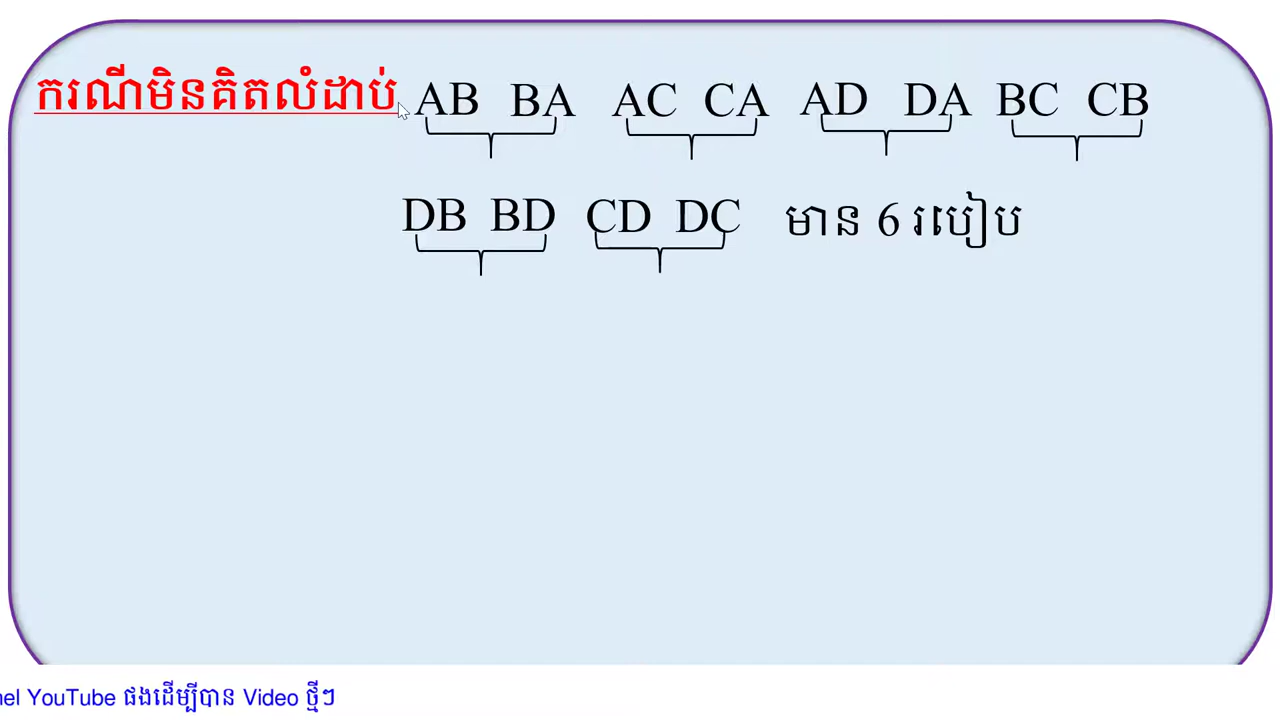 ករណីមិនគិតលំដាប់ AB BA AC CA AD DA BC CB
DB BD CD DC មាន 6 របៀប
nel YouTube ផងដើម្បីបាន Video ថ្មីៗ